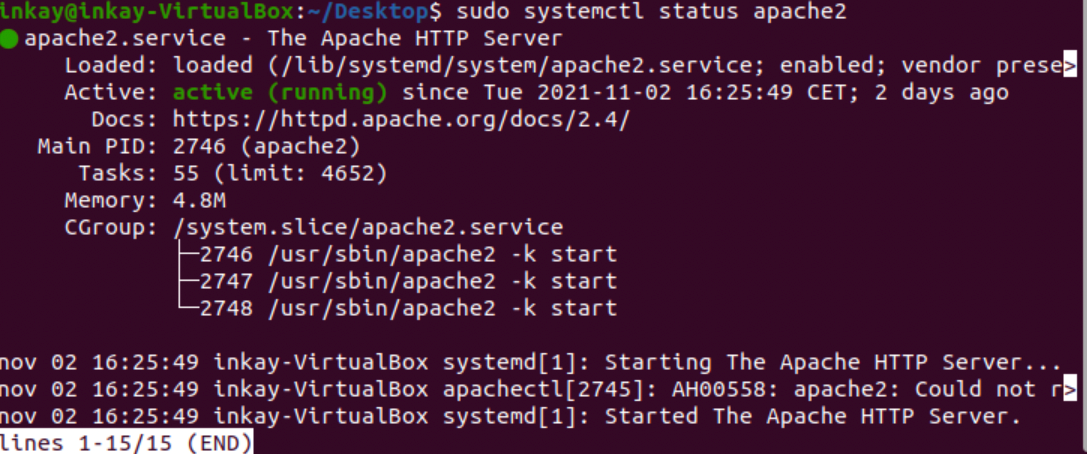 inkay@inkay-VirtualBox:~/Desktop$ sudo systemctl status apache2
● apache2.service - The Apache HTTP Server
     Loaded: loaded (/lib/systemd/system/apache2.service; enabled; vendor prese>
     Active: active (running) since Tue 2021-11-02 16:25:49 CET; 2 days ago
       Docs: https://httpd.apache.org/docs/2.4/
   Main PID: 2746 (apache2)
      Tasks: 55 (limit: 4652)
     Memory: 4.8M
     CGroup: /system.slice/apache2.service
             ├─2746 /usr/sbin/apache2 -k start
             ├─2747 /usr/sbin/apache2 -k start
             └─2748 /usr/sbin/apache2 -k start
nov 02 16:25:49 inkay-VirtualBox systemd[1]: Starting The Apache HTTP Server...
nov 02 16:25:49 inkay-VirtualBox apachectl[2745]: AH00558: apache2: Could not r>
nov 02 16:25:49 inkay-VirtualBox systemd[1]: Started The Apache HTTP Server.
lines 1-15/15 (END)